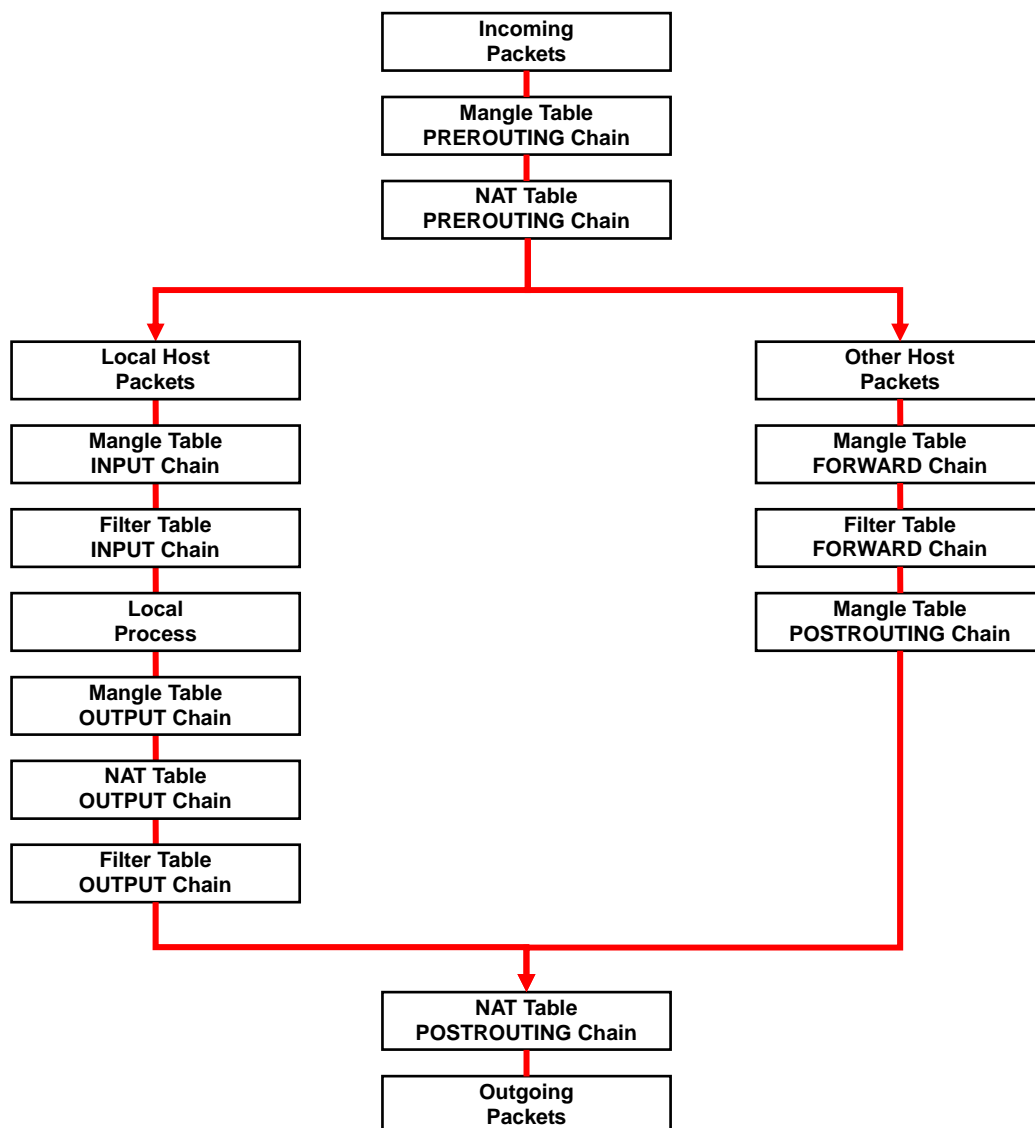 Incoming
Packets
Mangle Table
PREROUTING Chain
NAT Table
PREROUTING Chain
Local Host
Packets
Mangle Table
INPUT Chain
Filter Table
INPUT Chain
Local
Process
Mangle Table
OUTPUT Chain
NAT Table
OUTPUT Chain
Filter Table
OUTPUT Chain
Other Host
Packets
Mangle Table
FORWARD Chain
Filter Table
FORWARD Chain
Mangle Table
POSTROUTING Chain
NAT Table
POSTROUTING Chain
Outgoing
Packets